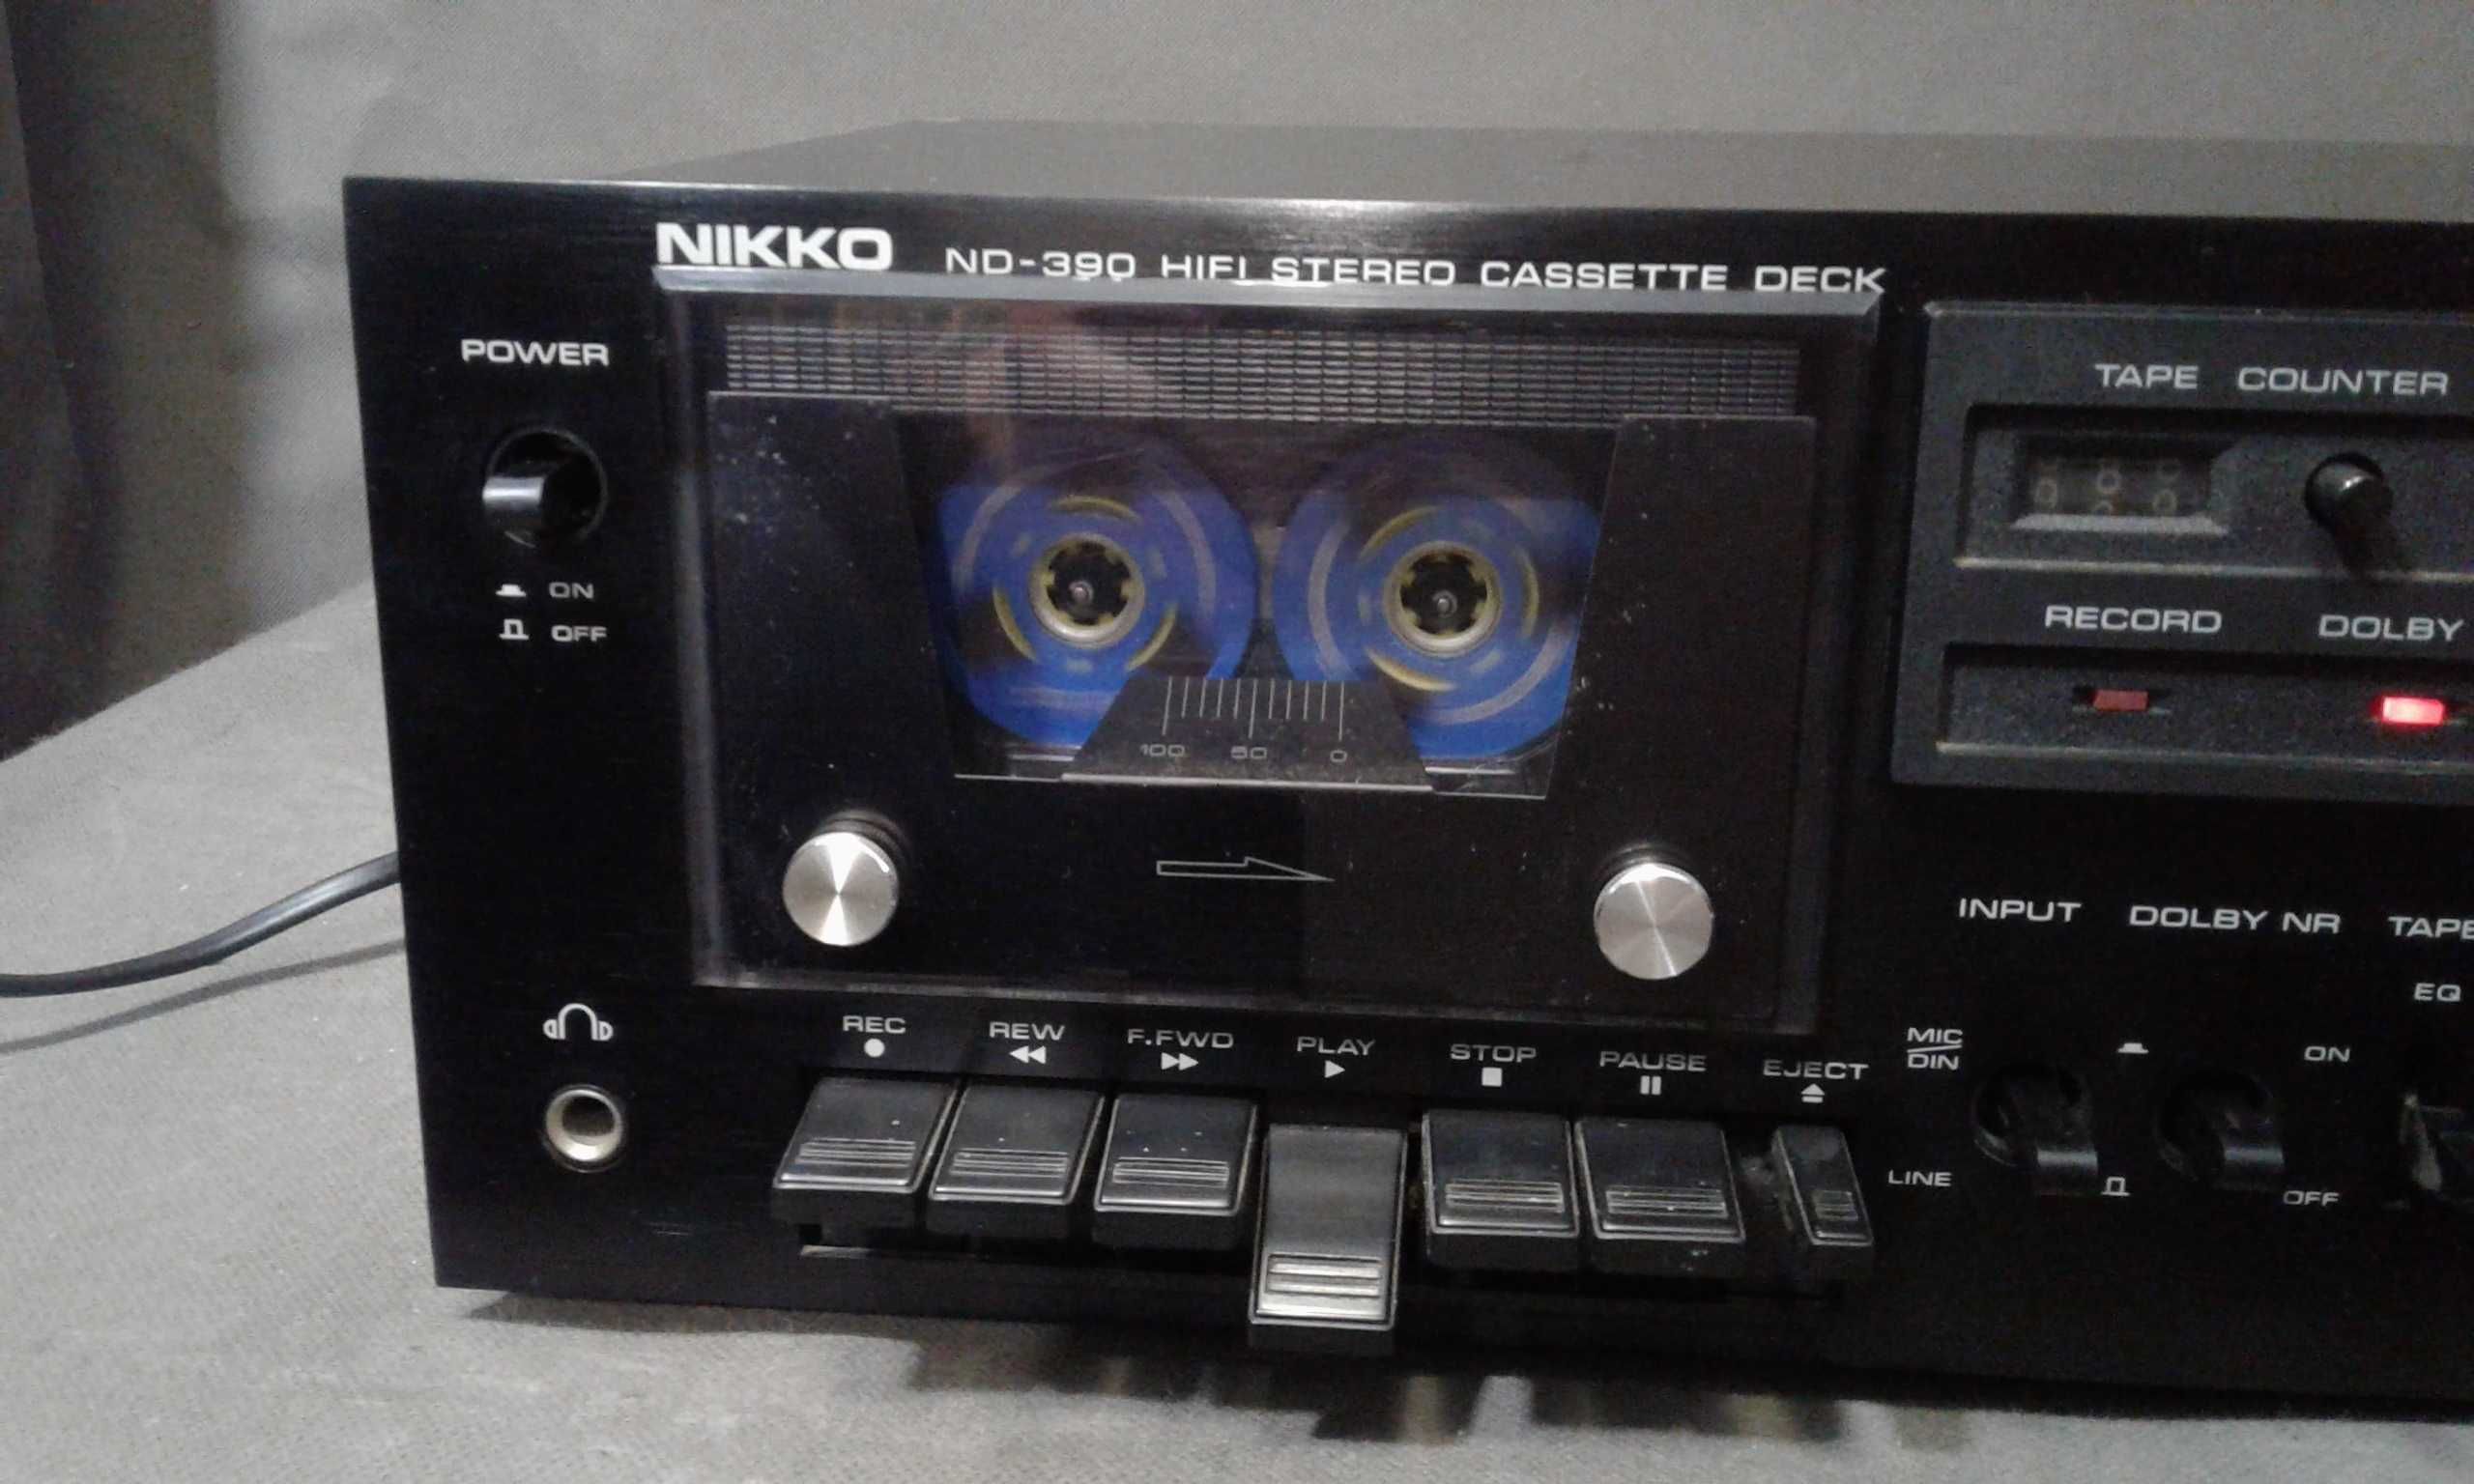 NIKKO ND-390 HIFI STEREO CASSETTE DECK
POWER
ON
OFF
TAPE COUNTER
RECORD DOLBY
100 50 0
INPUT DOLBY NR TAPE
EQ
MIC
DIN
ON
LINE
OFF
REC REW F.FWD PLAY STOP PAUSE EJECT